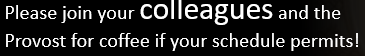 Please join your colleagues and the
Provost for coffee if your schedule permits!